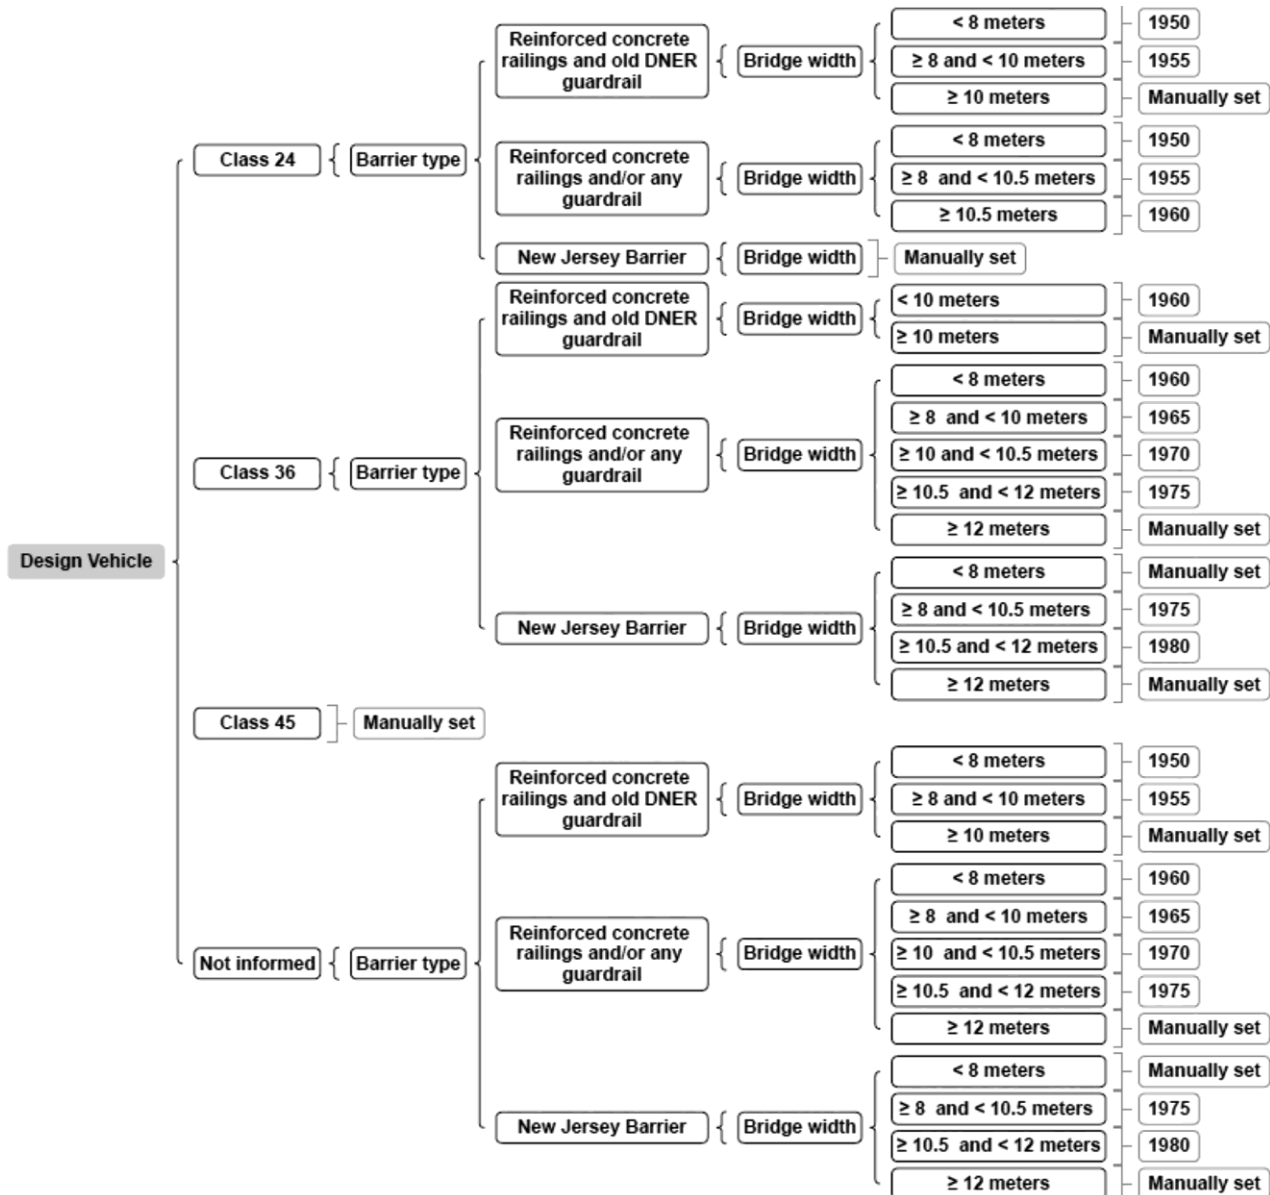 Design Vehicle
Class 24
Barrier type
Reinforced concrete
railings and old DNER
guardrail
Bridge width
< 8 meters
1950
≥ 8 and < 10 meters
1955
≥ 10 meters
Manually set
Reinforced concrete
railings and/or any
guardrail
Bridge width
< 8 meters
1950
≥ 8 and < 10.5 meters
1955
≥ 10.5 meters
1960
New Jersey Barrier
Bridge width
Manually set
Class 36
Barrier type
Reinforced concrete
railings and old DNER
guardrail
Bridge width
< 10 meters
1960
≥ 10 meters
Manually set
Reinforced concrete
railings and/or any
guardrail
Bridge width
< 8 meters
1960
≥ 8 and < 10 meters
1965
≥ 10 and < 10.5 meters
1970
≥ 10.5 and < 12 meters
1975
≥ 12 meters
Manually set
New Jersey Barrier
Bridge width
< 8 meters
Manually set
≥ 8 and < 10.5 meters
1975
≥ 10.5 and < 12 meters
1980
≥ 12 meters
Manually set
Class 45
Manually set
Not informed
Barrier type
Reinforced concrete
railings and old DNER
guardrail
Bridge width
< 8 meters
1950
≥ 8 and < 10 meters
1955
≥ 10 meters
Manually set
Reinforced concrete
railings and/or any
guardrail
Bridge width
< 8 meters
1960
≥ 8 and < 10 meters
1965
≥ 10 and < 10.5 meters
1970
≥ 10.5 and < 12 meters
1975
≥ 12 meters
Manually set
New Jersey Barrier
Bridge width
< 8 meters
Manually set
≥ 8 and < 10.5 meters
1975
≥ 10.5 and < 12 meters
1980
≥ 12 meters
Manually set